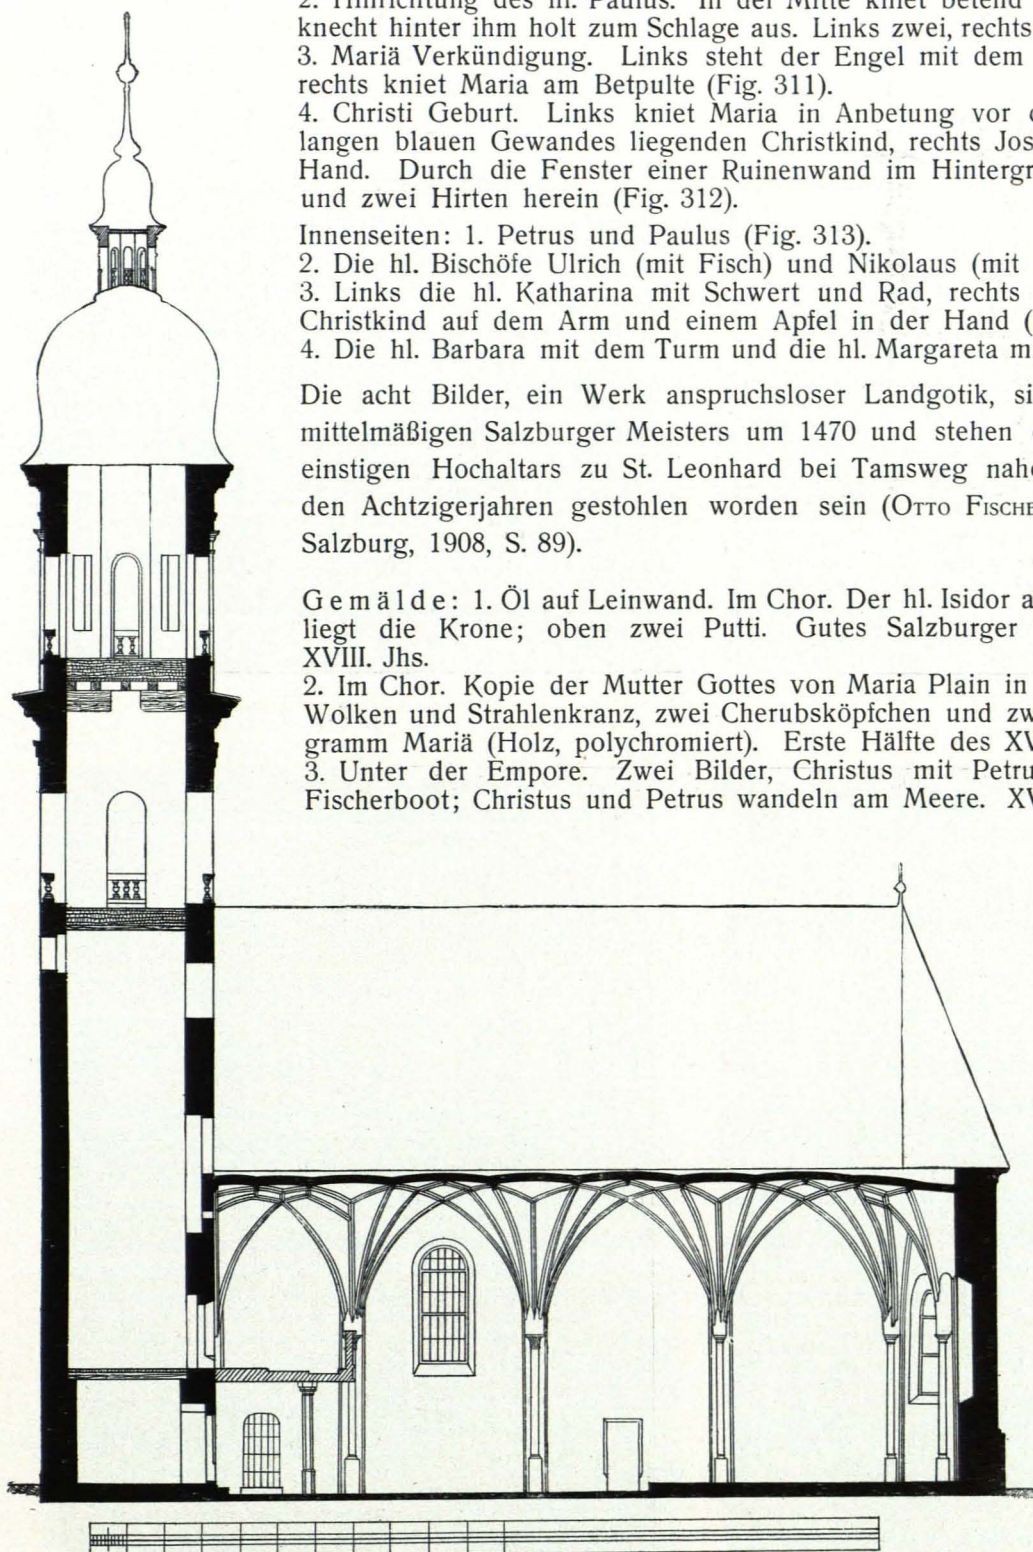 2. Hinrichtung des hl. Paulus. In der Mitte kniet betend
knecht hinter ihm holt zum Schlage aus. Links zwei, rechts
3. Mariä Verkündigung. Links steht der Engel mit dem
rechts kniet Maria am Betpulte (Fig. 311).
4. Christi Geburt. Links kniet Maria in Anbetung vor
langen blauen Gewandes liegenden Christkind, rechts Jos
Hand. Durch die Fenster einer Ruinenwand im Hintergr
und zwei Hirten herein (Fig. 312).
Innenseiten: 1. Petrus und Paulus (Fig. 313).
2. Die hl. Bischöfe Ulrich (mit Fisch) und Nikolaus (mit
3. Links die hl. Katharina mit Schwert und Rad, rechts
Christkind auf dem Arm und einem Apfel in der Hand (
4. Die hl. Barbara mit dem Turm und die hl. Margareta m
Die acht Bilder, ein Werk anspruchsloser Landgotik, si
mittelmäßigen Salzburger Meisters um 1470 und stehen
einstigen Hochaltars zu St. Leonhard bei Tamsweg nah
den Achtzigerjahren gestohlen worden sein (OTTO FISCHE
Salzburg, 1908, S. 89).
Gemälde: 1. Öl auf Leinwand. Im Chor. Der hl. Isidor a
liegt die Krone; oben zwei Putti. Gutes Salzburger
XVIII. Jhs.
2. Im Chor. Kopie der Mutter Gottes von Maria Plain in
Wolken und Strahlenkranz, zwei Cherubsköpfchen und zw
gramm Mariä (Holz, polychromiert). Erste Hälfte des XV
3. Unter der Empore. Zwei Bilder, Christus mit Petru
Fischerboot; Christus und Petrus wandeln am Meere. XV